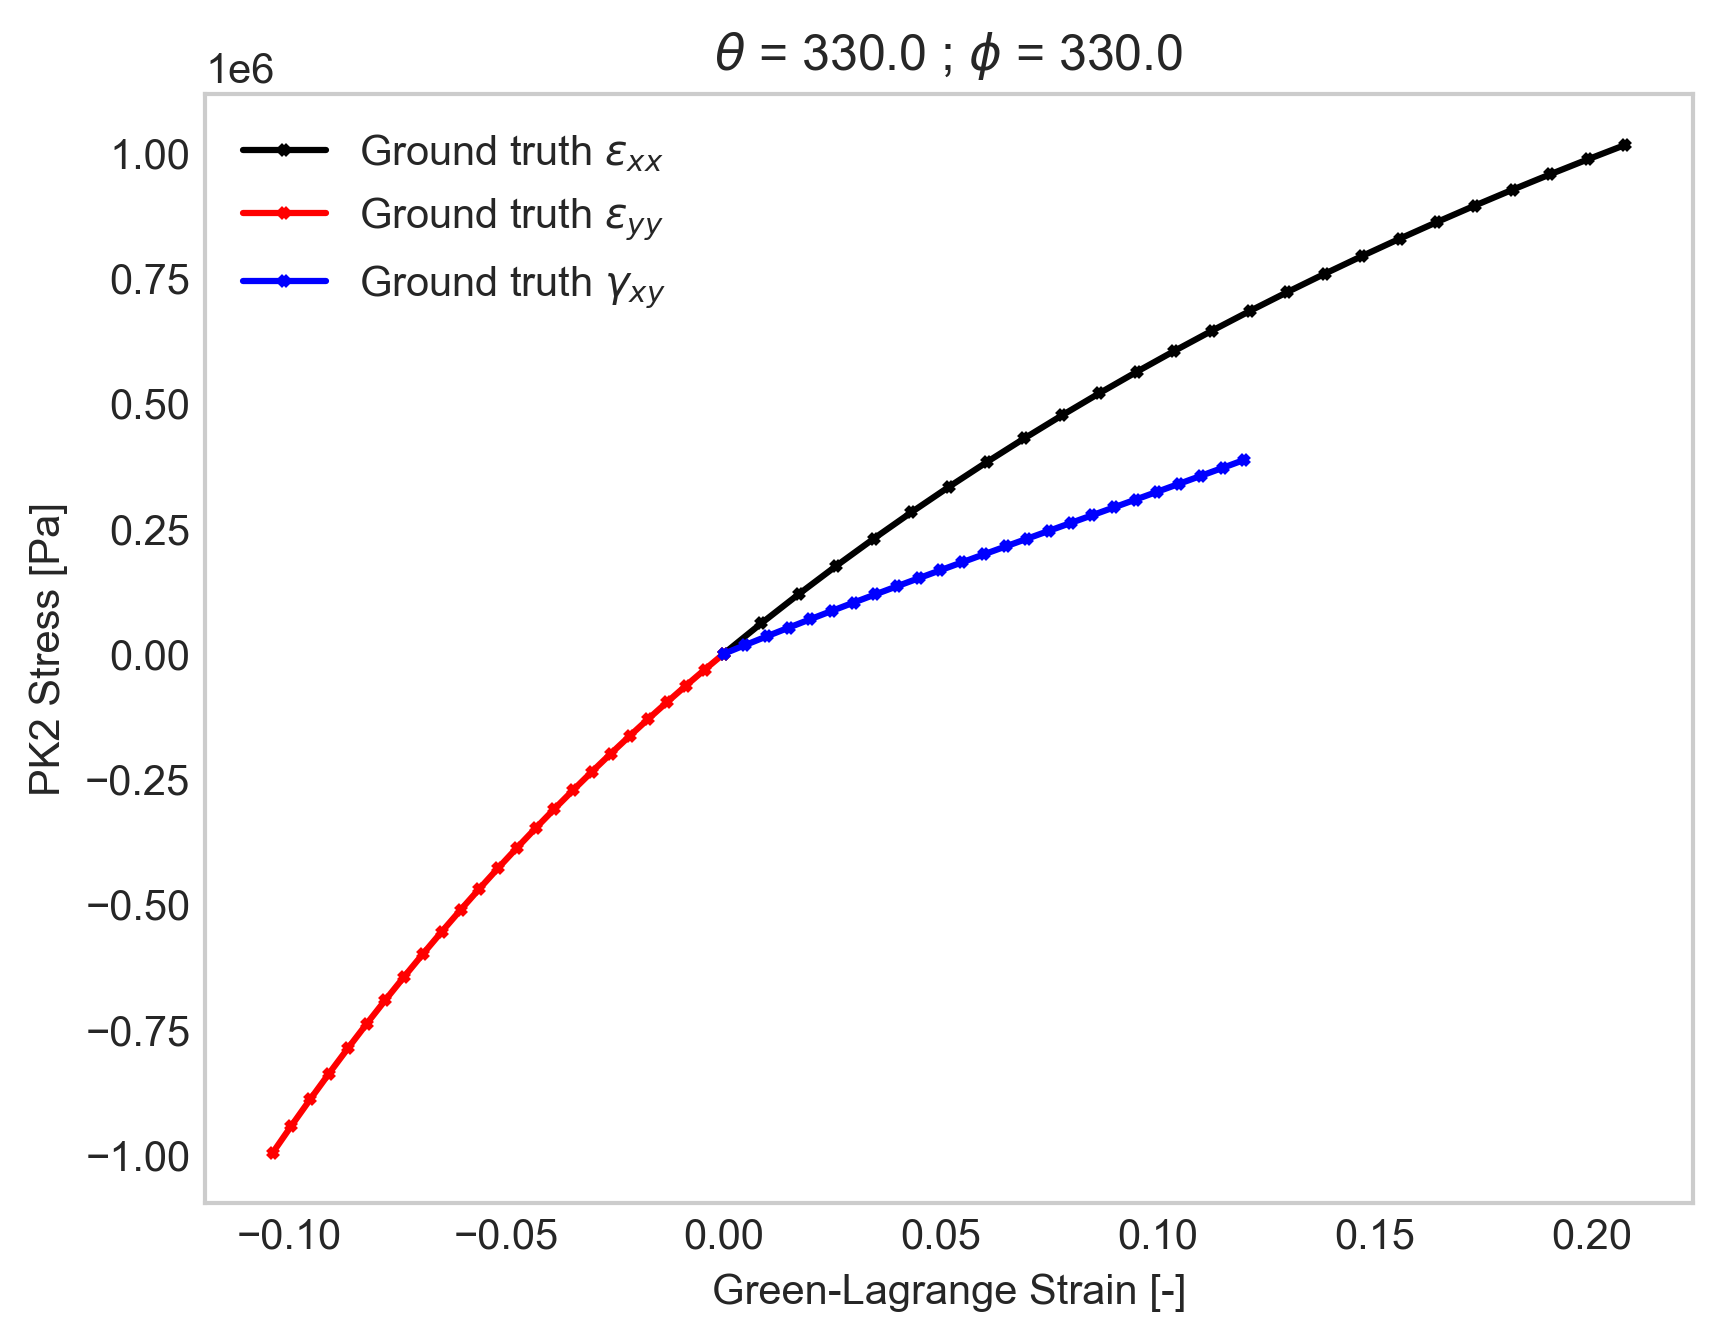 θ = 330.0 ; ϕ = 330.0
1e6
Ground truth εxx
Ground truth εyy
Ground truth γxy
1.00
0.75
0.50
0.25
0.00
−0.25
−0.50
−0.75
−1.00
PK2 Stress [Pa]
−0.10 −0.05 0.00 0.05 0.10 0.15 0.20
Green-Lagrange Strain [-]